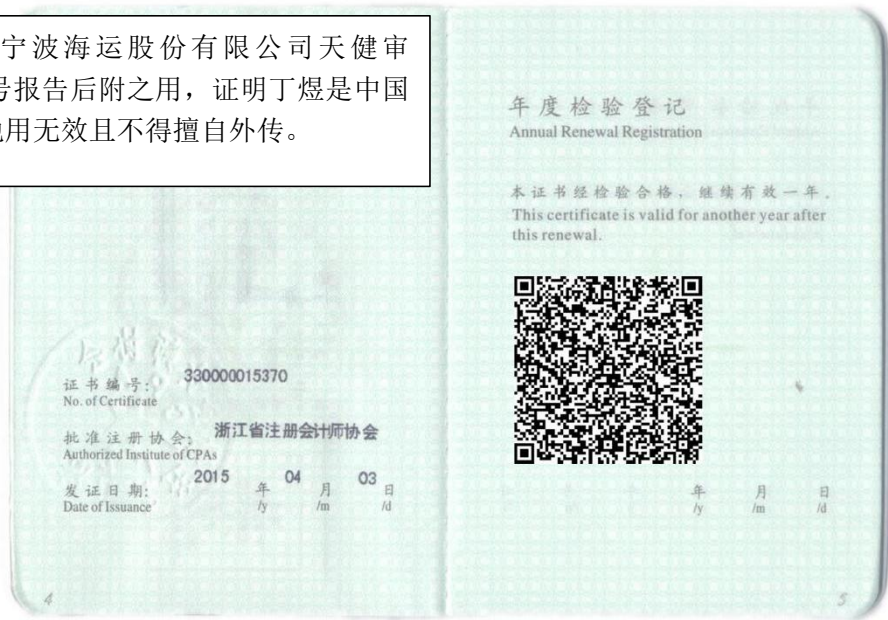 宁波海运股份有限公司天健审
号报告后附之用，证明丁煜是中国
他用无效且不得擅自外传。
证书编号：
330000015370
No. of Certificate
批准注册协会：
浙江省注册会计师协会
Authorized Institute of CPAs
发证日期：
2015 年 04 月 03 日
Date of Issuance /y /m /d
4
年度检验登记
Annual Renewal Registration
本证书经检验合格，继续有效一年。
This certificate is valid for another year after
this renewal.
年 月 日
/y /m /d
5